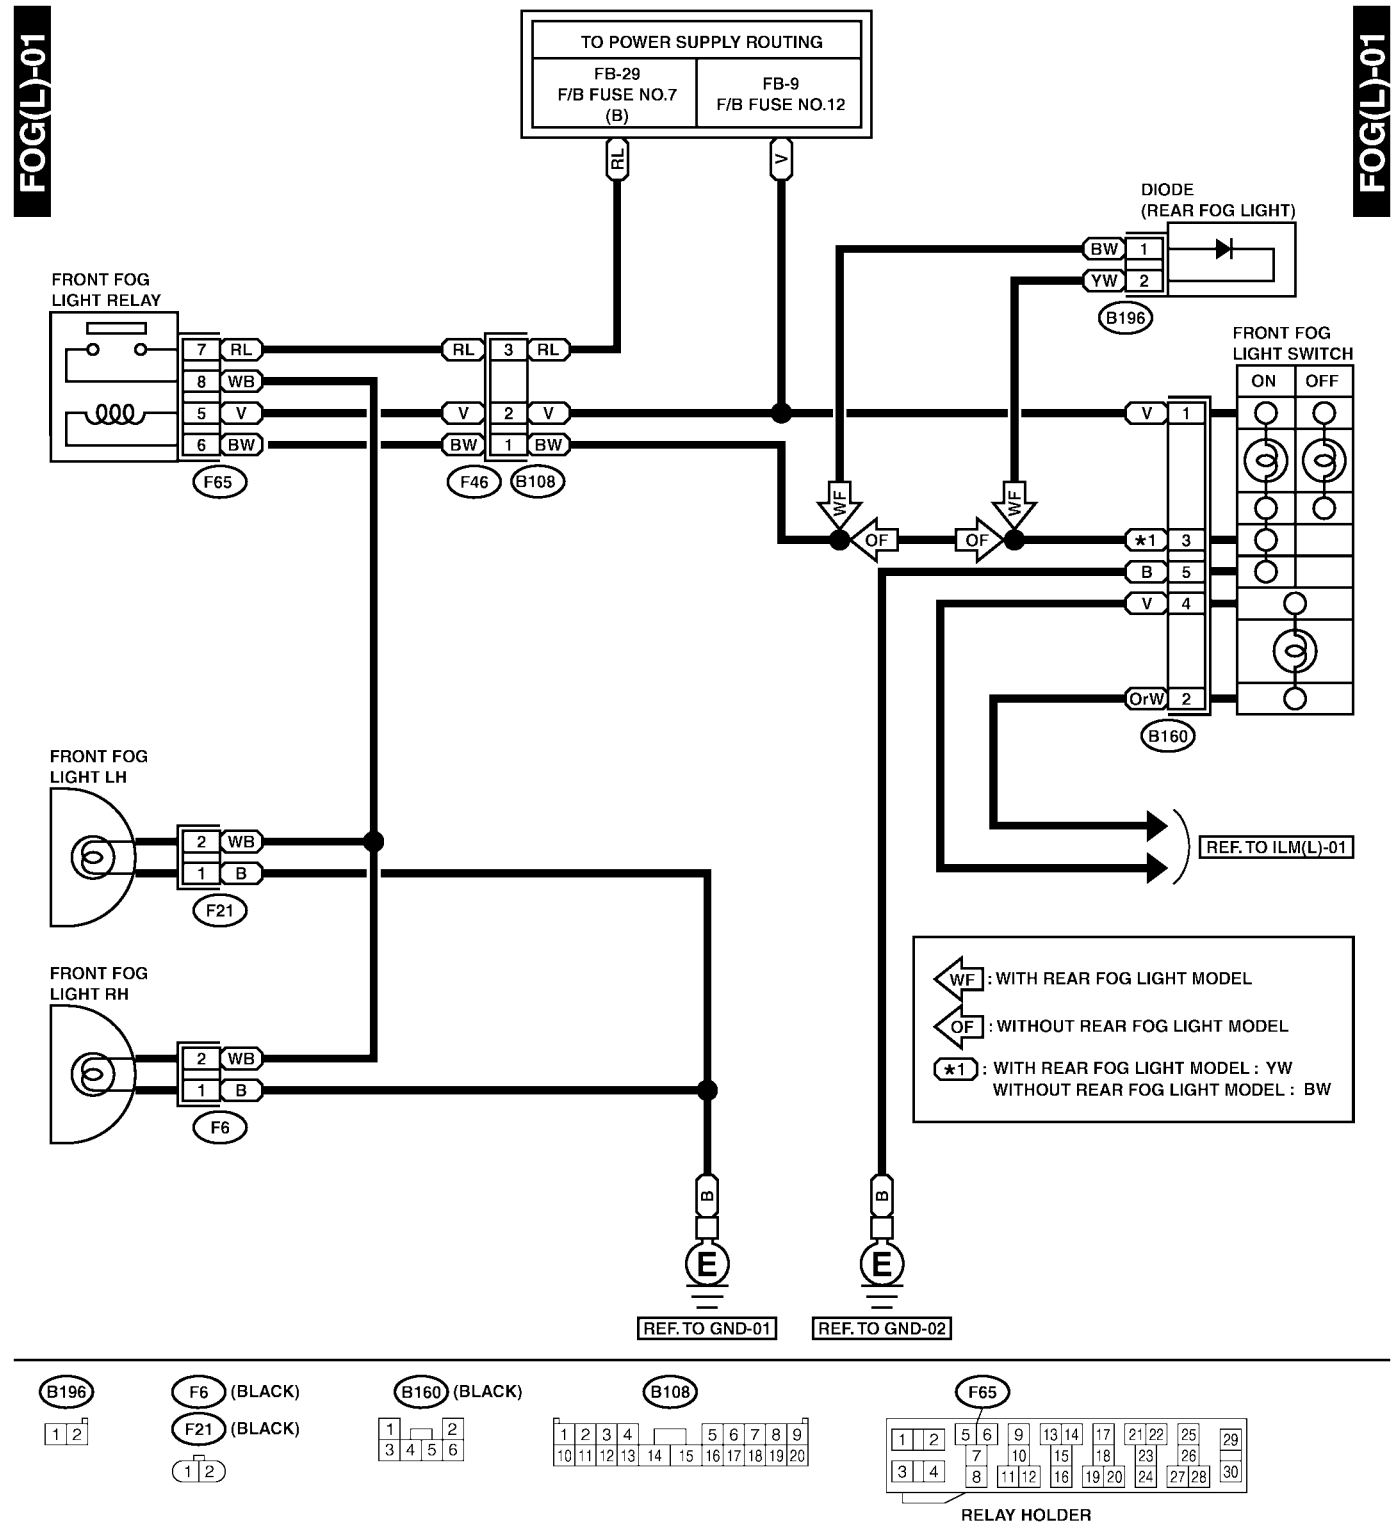 FOG(L)-01
FOG(L)-01
TO POWER SUPPLY ROUTING
FB-29
F/B FUSE NO.7
(B)
FB-9
F/B FUSE NO.12
RL
V
DIODE
(REAR FOG LIGHT)
BW 1
YW 2
B196
FRONT FOG
LIGHT RELAY
7 RL
8 WB
5 V
6 BW
F65
RL 3 RL
V 2 V
BW 1 BW
F46
B108
FRONT FOG
LIGHT SWITCH
ON OFF
V 1
WF
WF
OF
OF
*1 3
B 5
V 4
OrW 2
B160
FRONT FOG
LIGHT LH
2 WB
1 B
F21
REF. TO ILM(L)-01
FRONT FOG
LIGHT RH
2 WB
1 B
F6
WF : WITH REAR FOG LIGHT MODEL
OF : WITHOUT REAR FOG LIGHT MODEL
*1 : WITH REAR FOG LIGHT MODEL : YW
WITHOUT REAR FOG LIGHT MODEL : BW
B
B
E
E
REF. TO GND-01
REF. TO GND-02
B196
1 2
F6 (BLACK)
F21 (BLACK)
1 2
B160 (BLACK)
1 2
3 4 5 6
B108
1 2 3 4 5 6 7 8 9
10 11 12 13 14 15 16 17 18 19 20
F65
1 2 5 6 9 13 14 17 21 22 25 29
7 10 15 18 23 26
3 4 8 11 12 16 19 20 24 27 28 30
RELAY HOLDER